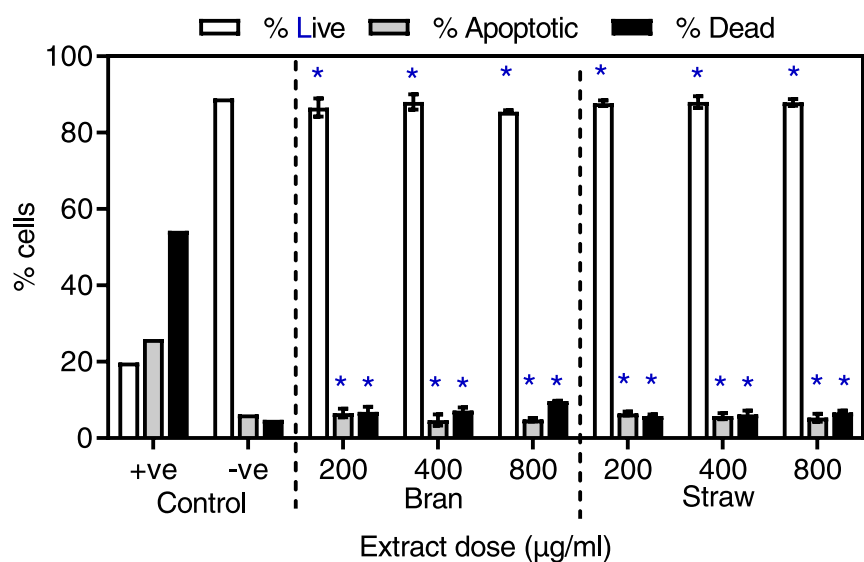 % Live % Apoptotic % Dead
100
80
60
40
20
0
% cells
* * * * * *
* * * * * * * * * * * *
+ve -ve 200 400 800 200 400 800
Control Bran Straw
Extract dose (µg/ml)